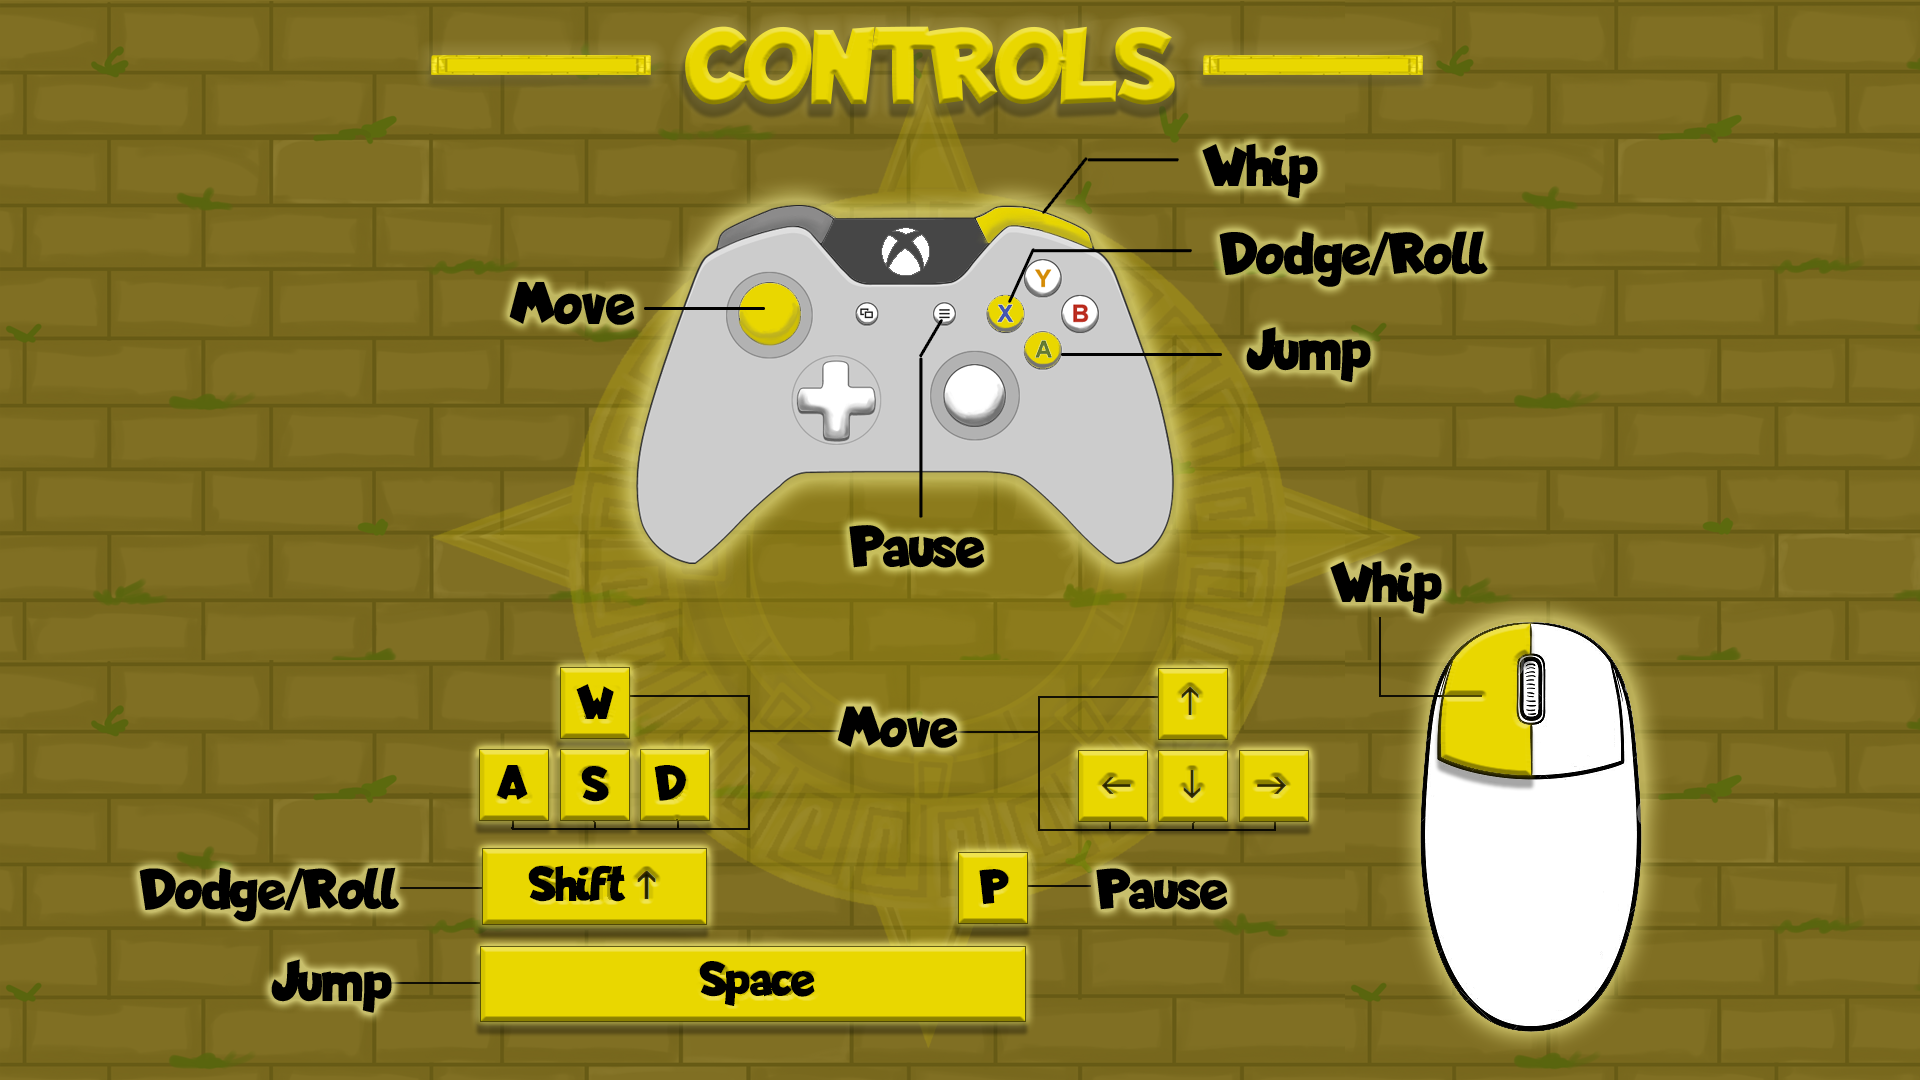 CONTROLS
Whip
Dodge/Roll
Move
Jump
Y
X
B
A
Pause
Whip
W
↑
Move
A
S
D
←
↓
→
Dodge/Roll
Shift ↑
P
Pause
Jump
Space